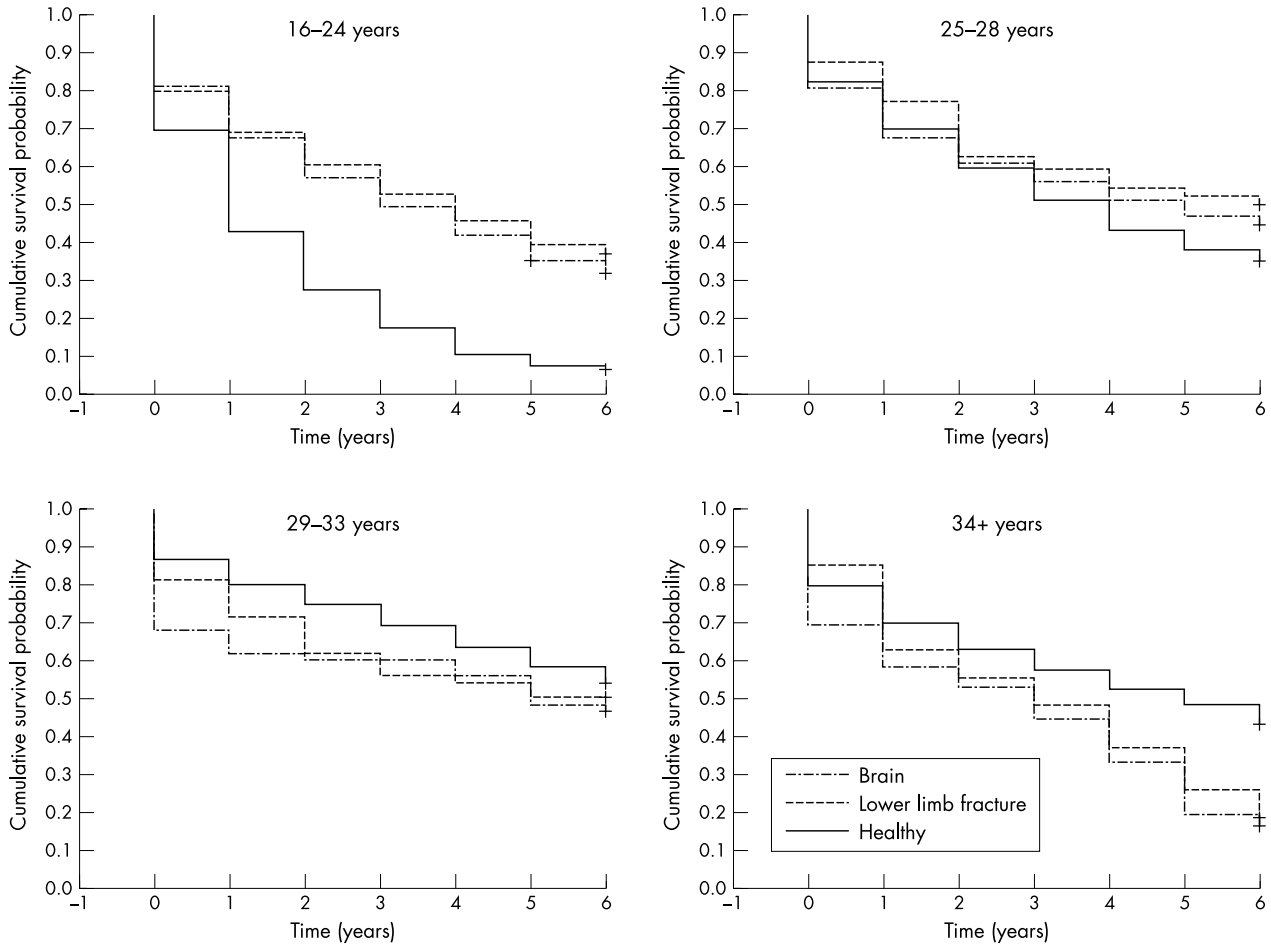 16–24 years
Cumulative survival probability
1.0
0.9
0.8
0.7
0.6
0.5
0.4
0.3
0.2
0.1
0.0
–1 0 1 2 3 4 5 6
Time (years)
25–28 years
Cumulative survival probability
1.0
0.9
0.8
0.7
0.6
0.5
0.4
0.3
0.2
0.1
0.0
–1 0 1 2 3 4 5 6
Time (years)
29–33 years
Cumulative survival probability
1.0
0.9
0.8
0.7
0.6
0.5
0.4
0.3
0.2
0.1
0.0
–1 0 1 2 3 4 5 6
Time (years)
34+ years
Cumulative survival probability
1.0
0.9
0.8
0.7
0.6
0.5
0.4
0.3
0.2
0.1
0.0
Brain
Lower limb fracture
Healthy
–1 0 1 2 3 4 5 6
Time (years)